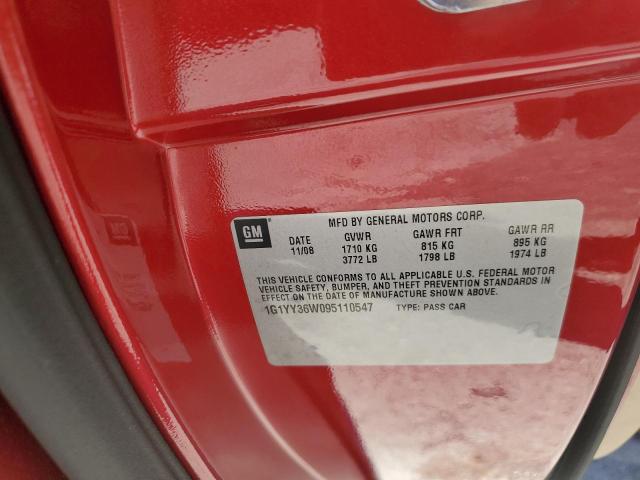 GM
MFD BY GENERAL MOTORS CORP.
DATE GVWR GAWR FRT GAWR RR
11/08 1710 KG 815 KG 895 KG
3772 LB 1798 LB 1974 LB
THIS VEHICLE CONFORMS TO ALL APPLICABLE U.S. FEDERAL MOTOR
VEHICLE SAFETY, BUMPER, AND THEFT PREVENTION STANDARDS IN
EFFECT ON THE DATE OF MANUFACTURE SHOWN ABOVE.
1G1YY36W095110547 TYPE: PASS CAR